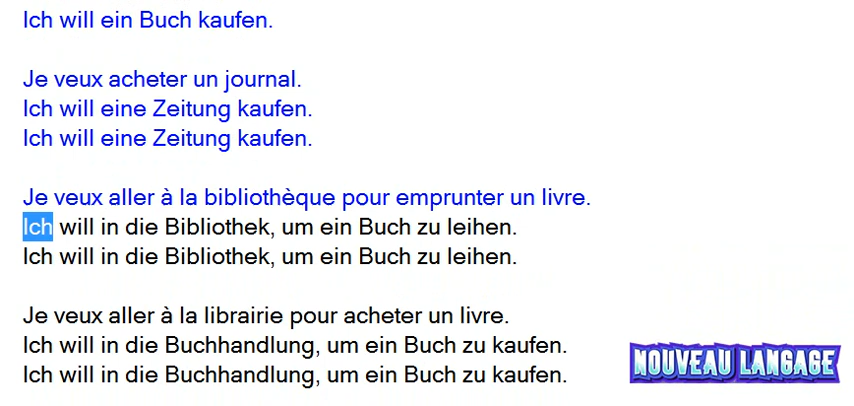 Ich will ein Buch kaufen.
Je veux acheter un journal.
Ich will eine Zeitung kaufen.
Ich will eine Zeitung kaufen.
Je veux aller à la bibliothèque pour emprunter un livre.
Ich will in die Bibliothek, um ein Buch zu leihen.
Ich will in die Bibliothek, um ein Buch zu leihen.
Je veux aller à la librairie pour acheter un livre.
Ich will in die Buchhandlung, um ein Buch zu kaufen.
Ich will in die Buchhandlung, um ein Buch zu kaufen.
NOUVEAU LANGAGE